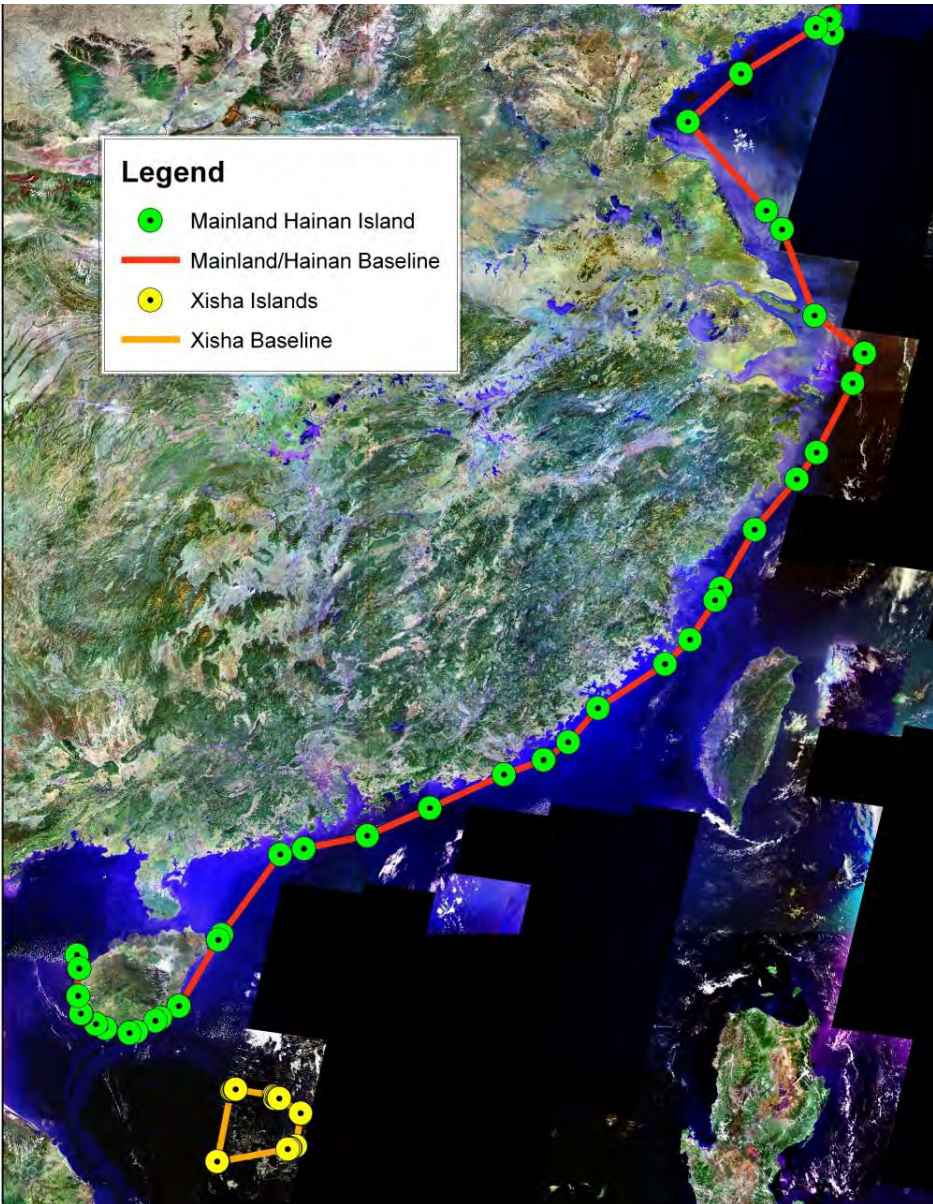 Legend
Mainland Hainan Island
Mainland/Hainan Baseline
Xisha Islands
Xisha Baseline